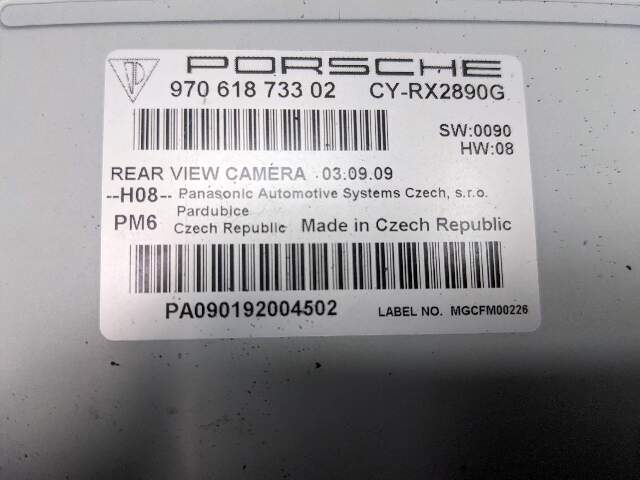 PORSCHE
970 618 733 02 CY-RX2890G
SW:0090
HW:08
REAR VIEW CAMERA 03.09.09
--H08-- Panasonic Automotive Systems Czech, s.r.o.
Pardubice
PM6 Czech Republic Made in Czech Republic
PA090192004502 LABEL NO. MGCFM00226